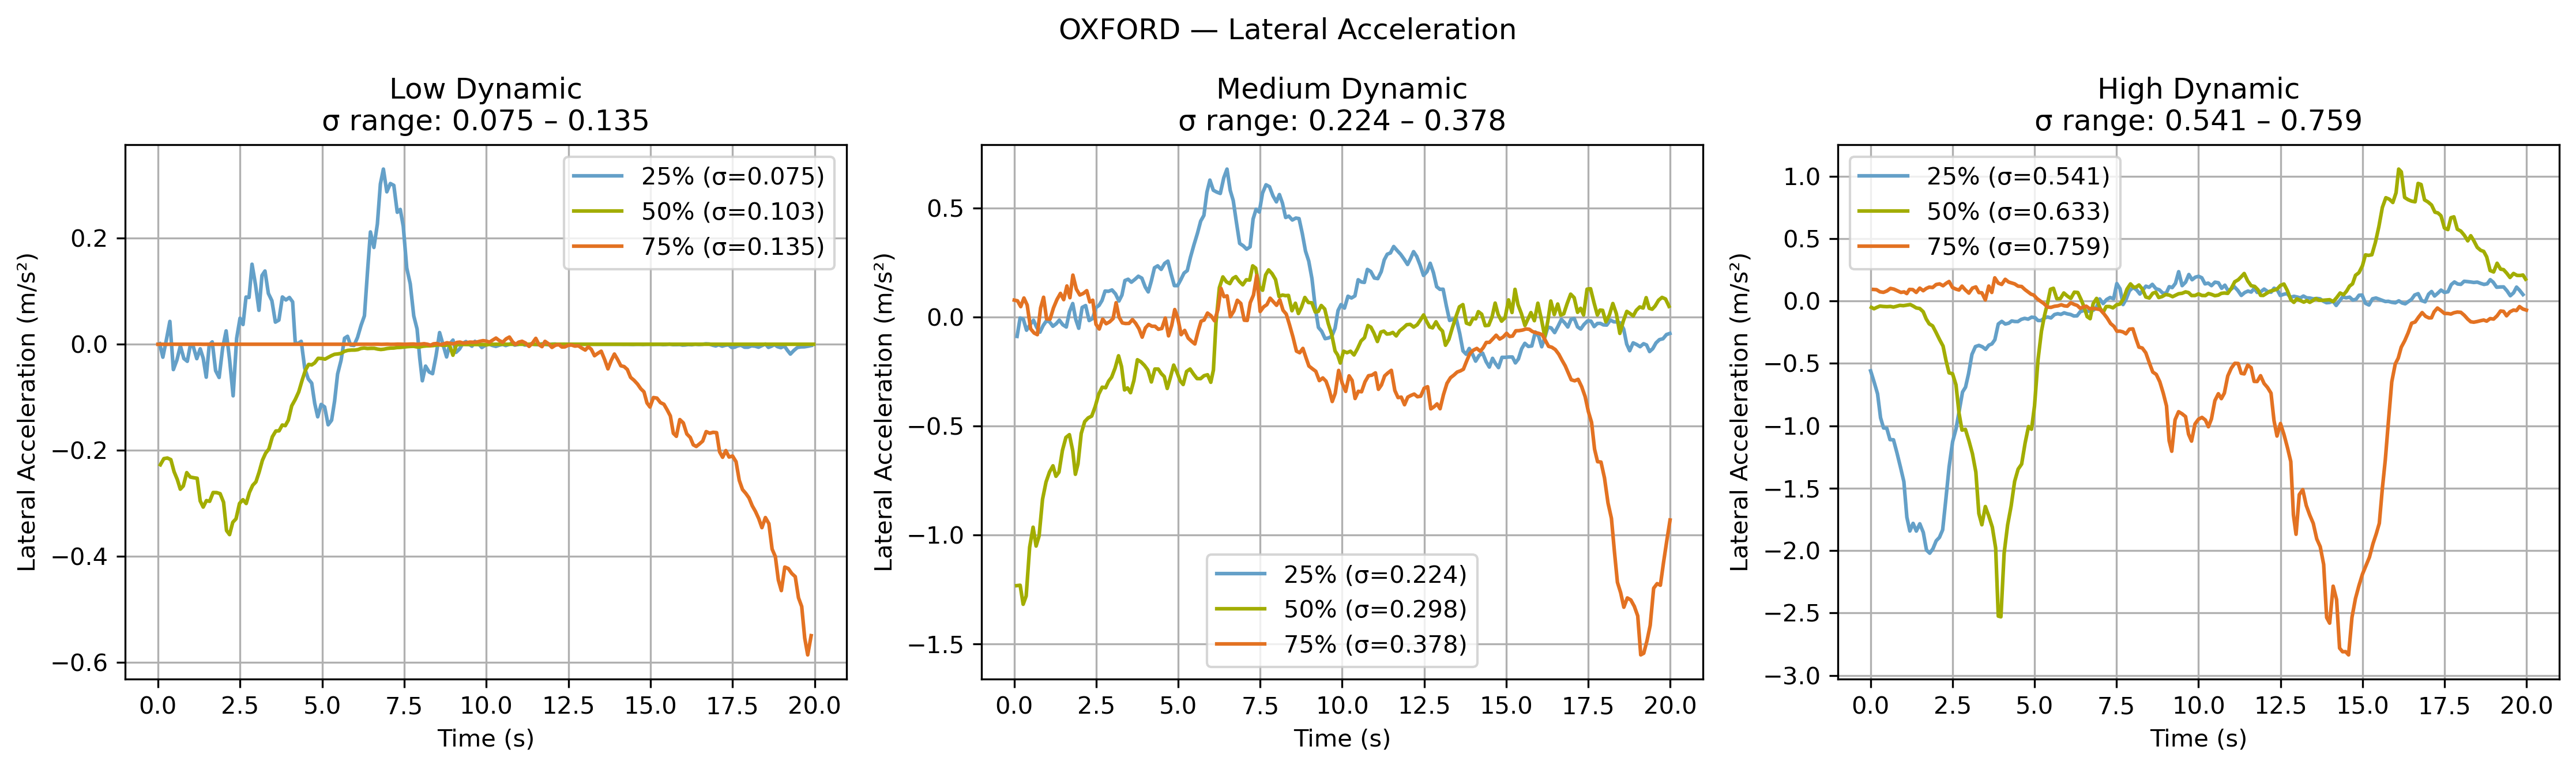 OXFORD — Lateral Acceleration
Low Dynamic
σ range: 0.075 – 0.135
Lateral Acceleration (m/s²)
0.2
0.0
−0.2
−0.4
−0.6
25% (σ=0.075)
50% (σ=0.103)
75% (σ=0.135)
0.0 2.5 5.0 7.5 10.0 12.5 15.0 17.5 20.0
Time (s)
Medium Dynamic
σ range: 0.224 – 0.378
Lateral Acceleration (m/s²)
0.5
0.0
−0.5
−1.0
−1.5
25% (σ=0.224)
50% (σ=0.298)
75% (σ=0.378)
0.0 2.5 5.0 7.5 10.0 12.5 15.0 17.5 20.0
Time (s)
High Dynamic
σ range: 0.541 – 0.759
Lateral Acceleration (m/s²)
1.0
0.5
0.0
−0.5
−1.0
−1.5
−2.0
−2.5
−3.0
25% (σ=0.541)
50% (σ=0.633)
75% (σ=0.759)
0.0 2.5 5.0 7.5 10.0 12.5 15.0 17.5 20.0
Time (s)